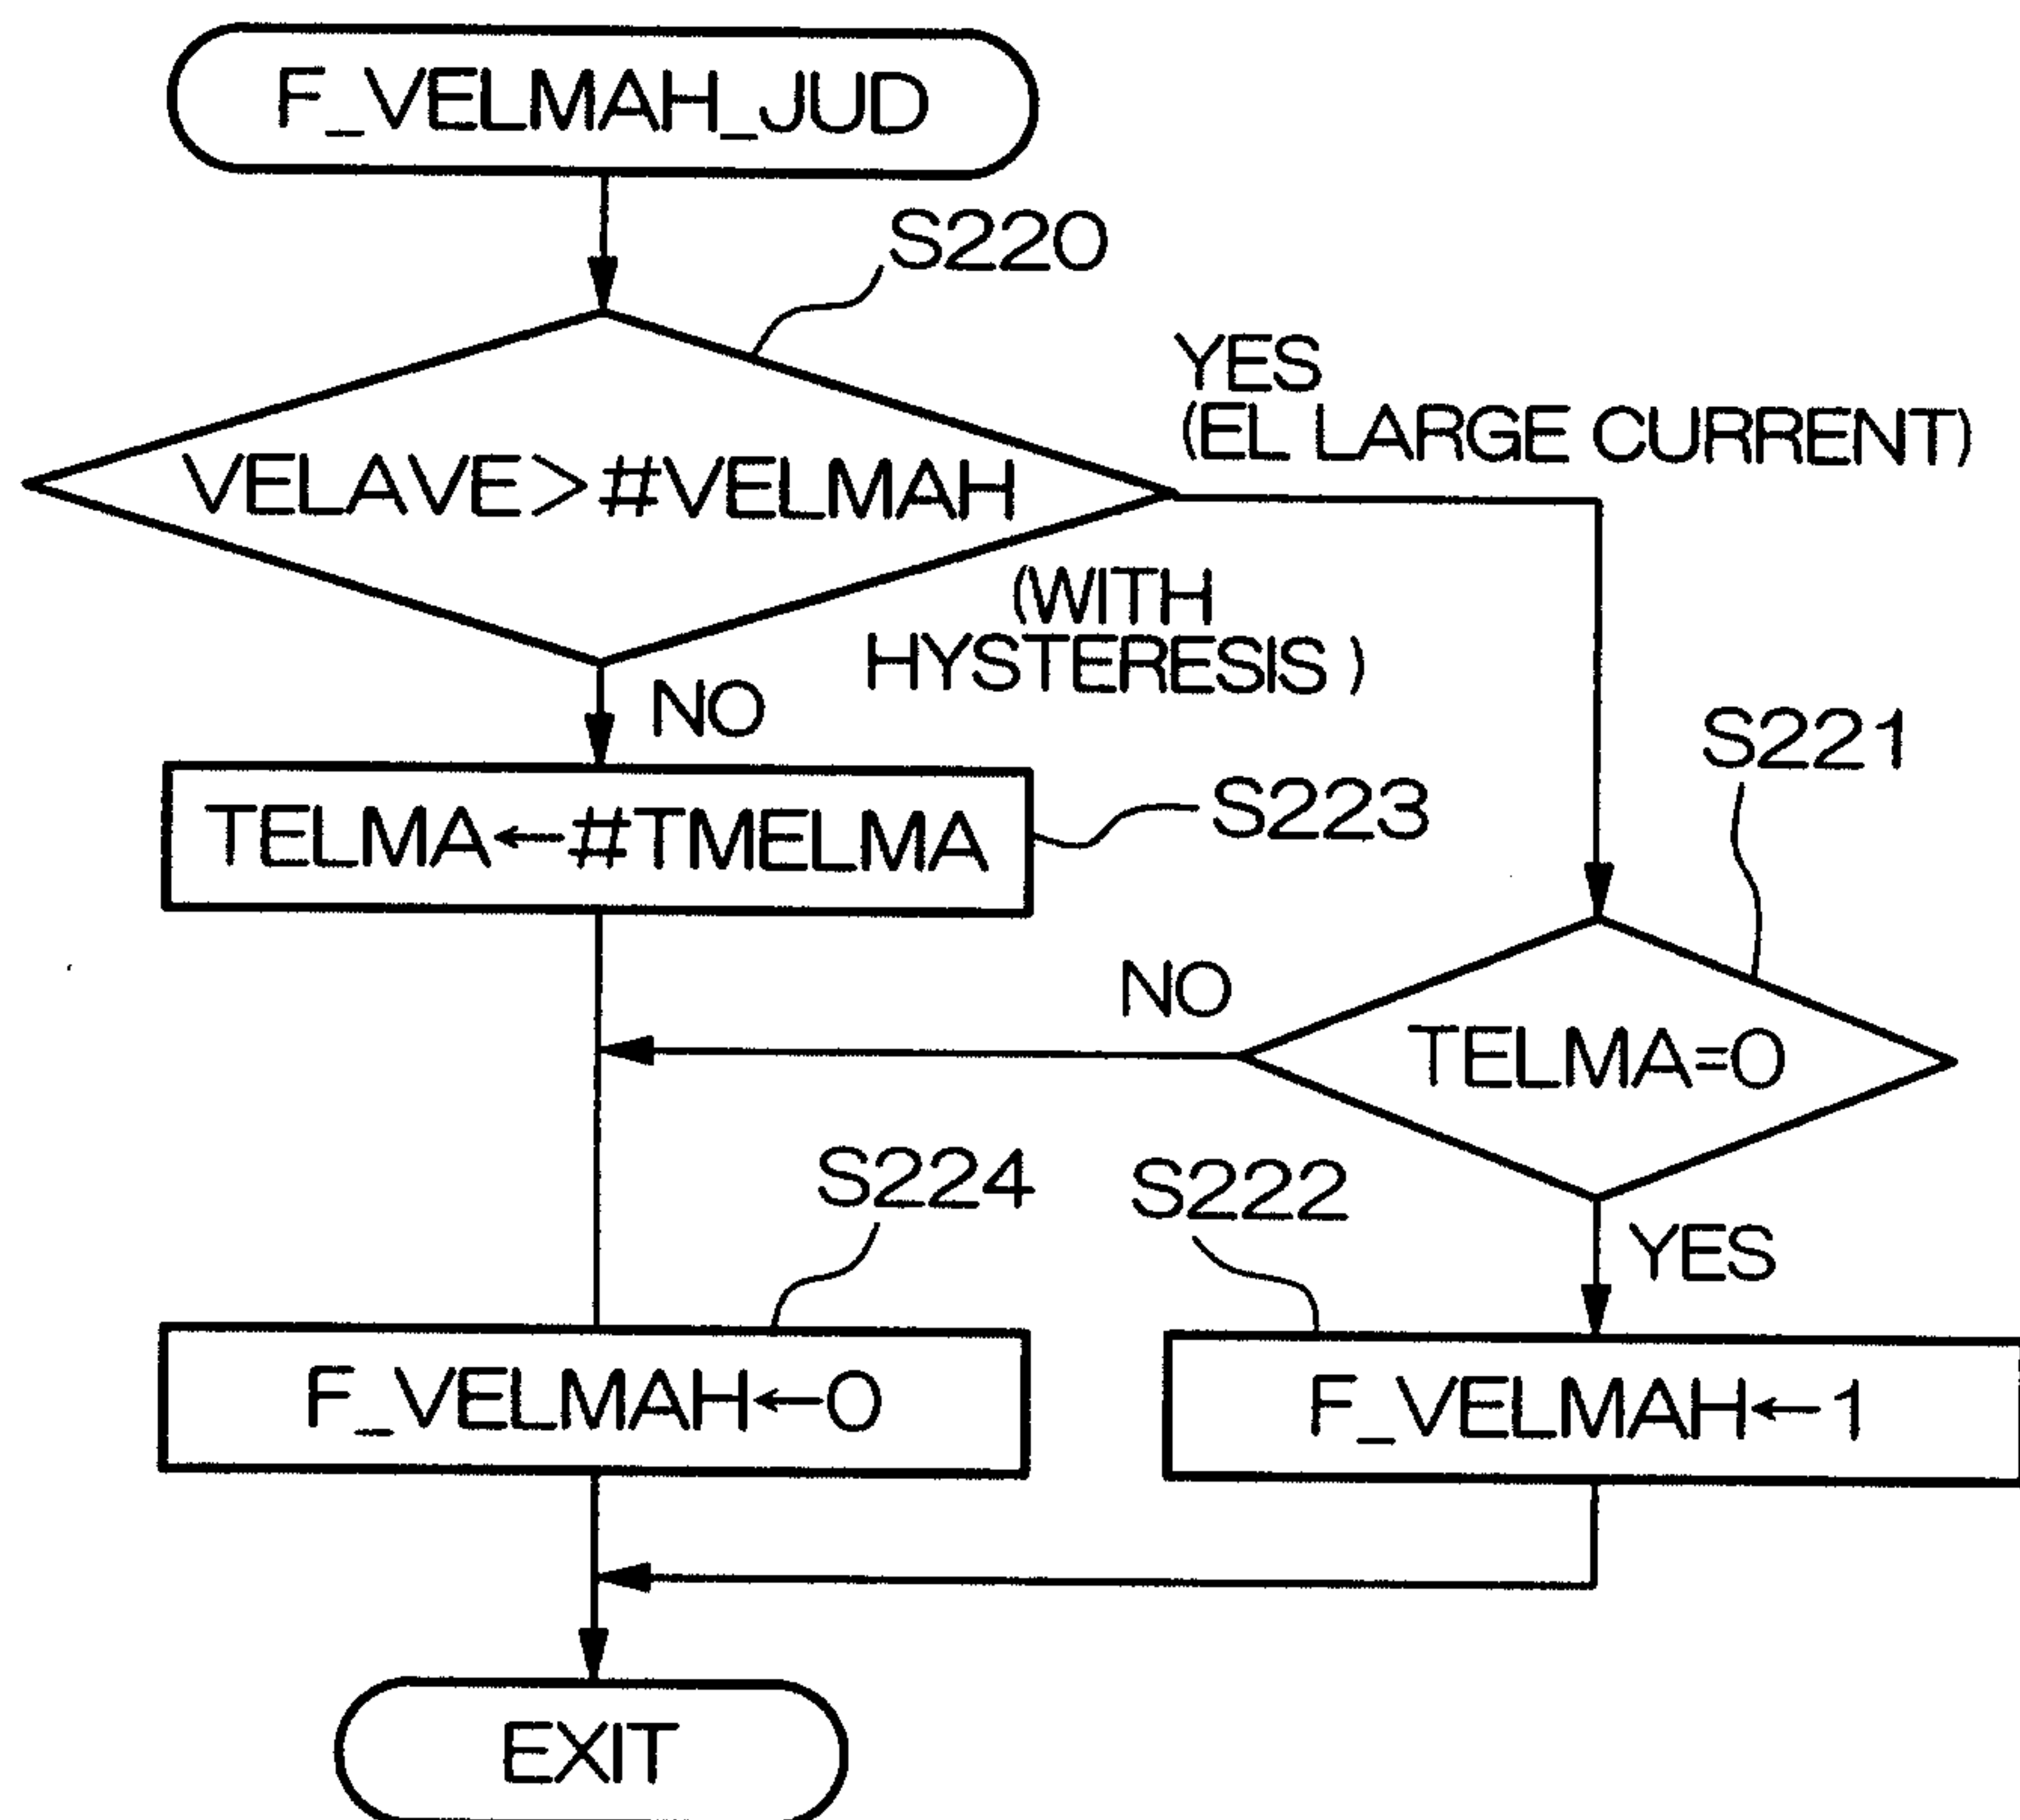 F_VELMAH_JUD
S220
YES
(EL LARGE CURRENT)
VELAVE>#VELMAH
(WITH
HYSTERESIS )
NO
S221
TELMA←#TMELMA
S223
NO
TELMA=0
S224
S222
YES
F_VELMAH←0
F_VELMAH←1
EXIT